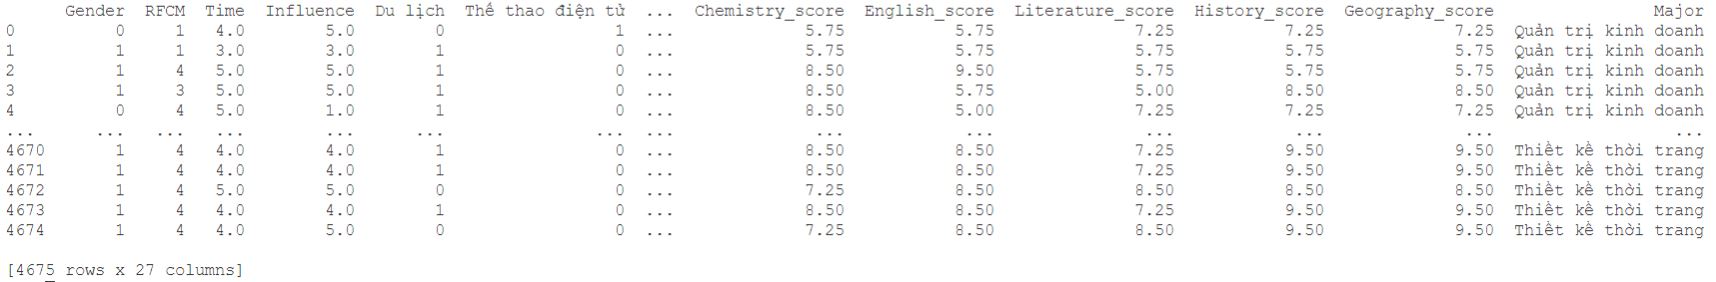 Gender RFCM Time Influence Du lịch Thể thao điện tử ... Chemistry_score English_score Literature_score History_score Geography_score Major
0 0 1 4.0 5.0 0 1 ... 5.75 5.75 7.25 7.25 7.25 Quản trị kinh doanh
1 1 1 3.0 3.0 1 0 ... 5.75 5.75 5.75 5.75 5.75 Quản trị kinh doanh
2 1 4 5.0 5.0 1 0 ... 8.50 9.50 5.75 5.75 5.75 Quản trị kinh doanh
3 1 3 5.0 5.0 1 0 ... 8.50 5.75 5.00 8.50 8.50 Quản trị kinh doanh
4 0 4 5.0 1.0 1 0 ... 8.50 5.00 7.25 7.25 7.25 Quản trị kinh doanh
... ... ... ... ... ... ... ... ... ... ... ... ... ...
4670 1 4 4.0 4.0 1 0 ... 8.50 8.50 7.25 9.50 9.50 Thiết kế thời trang
4671 1 4 4.0 4.0 1 0 ... 8.50 8.50 7.25 9.50 9.50 Thiết kế thời trang
4672 1 4 5.0 5.0 0 0 ... 7.25 8.50 8.50 8.50 8.50 Thiết kế thời trang
4673 1 4 4.0 4.0 1 0 ... 8.50 8.50 7.25 9.50 9.50 Thiết kế thời trang
4674 1 4 4.0 5.0 0 0 ... 7.25 8.50 8.50 9.50 9.50 Thiết kế thời trang
[4675 rows x 27 columns]